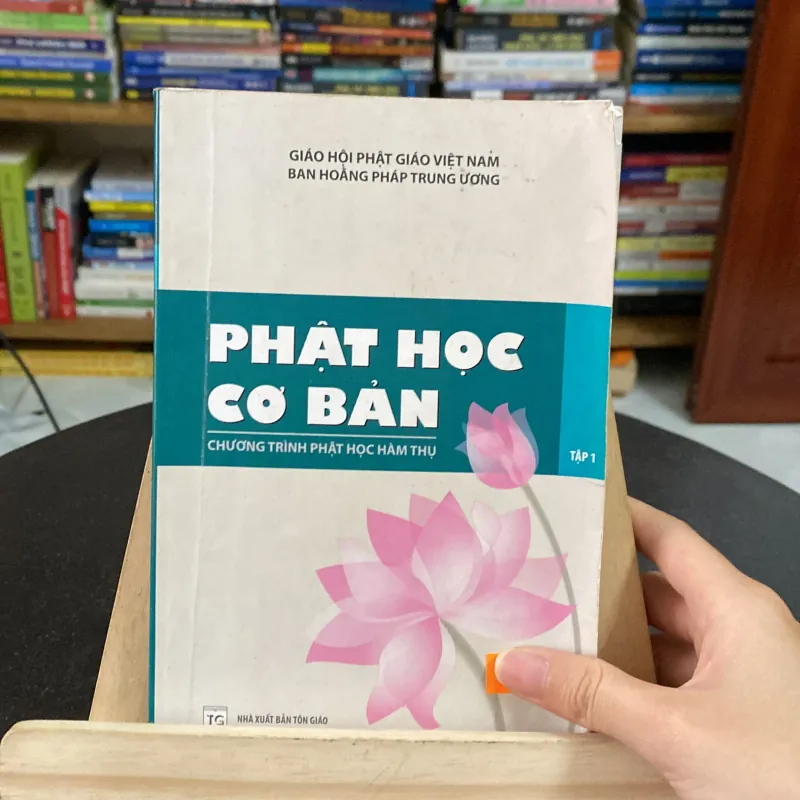 GIÁO HỘI PHẬT GIÁO VIỆT NAM
BAN HOẰNG PHÁP TRUNG ƯƠNG
PHẬT HỌC
CƠ BẢN
CHƯƠNG TRÌNH PHẬT HỌC HÀM THỤ
TẬP 1
TG
NHÀ XUẤT BẢN TÔN GIÁO